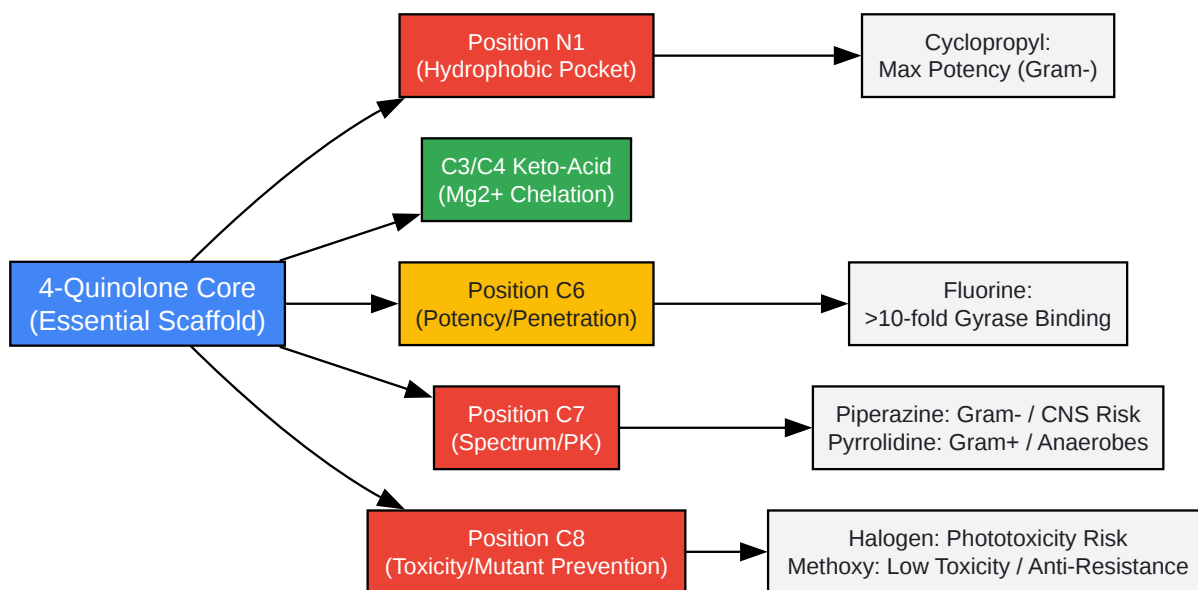 4-Quinolone Core
(Essential Scaffold)
Position N1
(Hydrophobic Pocket)
Cyclopropyl:
Max Potency (Gram-)
C3/C4 Keto-Acid
(Mg2+ Chelation)
Position C6
(Potency/Penetration)
Fluorine:
>10-fold Gyrase Binding
Position C7
(Spectrum/PK)
Piperazine: Gram- / CNS Risk
Pyrrolidine: Gram+ / Anaerobes
Position C8
(Toxicity/Mutant Prevention)
Halogen: Phototoxicity Risk
Methoxy: Low Toxicity / Anti-Resistance